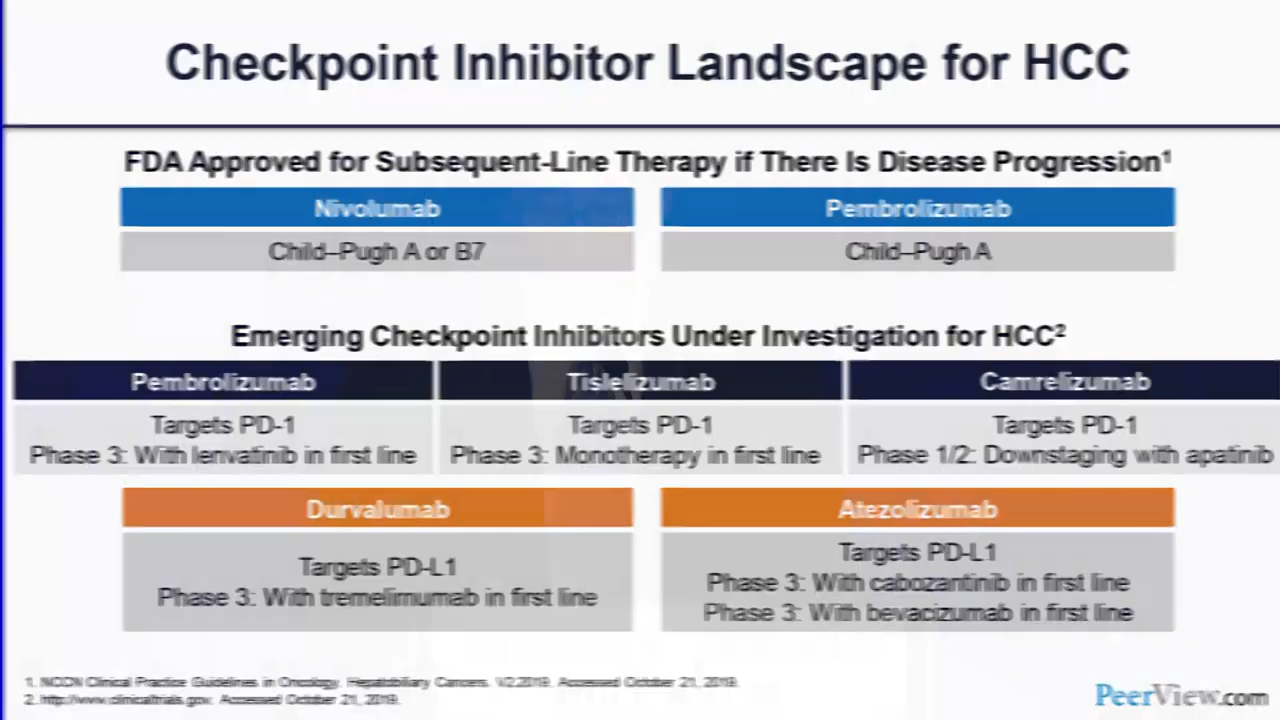 Checkpoint Inhibitor Landscape for HCC
FDA Approved for Subsequent-Line Therapy if There Is Disease Progression¹
Nivolumab
Pembrolizumab
Child–Pugh A or B7
Child–Pugh A
Emerging Checkpoint Inhibitors Under Investigation for HCC²
Pembrolizumab
Tislelizumab
Camrelizumab
Targets PD-1
Phase 3: With lenvatinib in first line
Targets PD-1
Phase 3: Monotherapy in first line
Targets PD-1
Phase 1/2: Downstaging with apatinib
Durvalumab
Atezolizumab
Targets PD-L1
Phase 3: With tremelimumab in first line
Targets PD-L1
Phase 3: With cabozantinib in first line
Phase 3: With bevacizumab in first line
1. NCCN Clinical Practice Guidelines in Oncology. Hepatobiliary Cancers. V2.2019. Accessed October 21, 2019.
2. http://www.clinicaltrials.gov. Accessed October 21, 2019.
PeerView.com